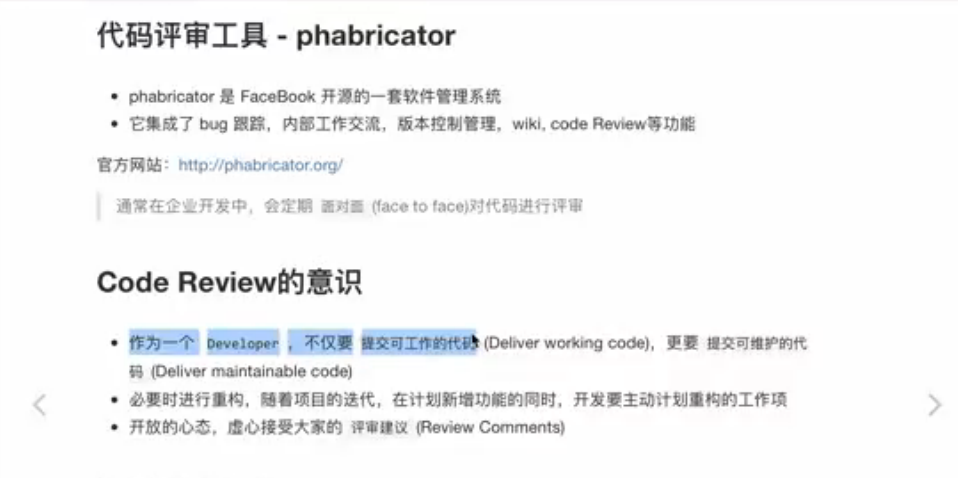 代码评审工具 - phabricator
phabricator 是 FaceBook 开源的一套软件管理系统
它集成了 bug 跟踪，内部工作交流，版本控制管理，wiki, code Review等功能
官方网站：http://phabricator.org/
通常在企业开发中，会定期 面对面 (face to face)对代码进行评审
Code Review的意识
作为一个 Developer ，不仅要 提交可工作的代码 (Deliver working code)，更要 提交可维护的代
码 (Deliver maintainable code)
必要时进行重构，随着项目的迭代，在计划新增功能的同时，开发要主动计划重构的工作项
开放的心态，虚心接受大家的 评审建议 (Review Comments)